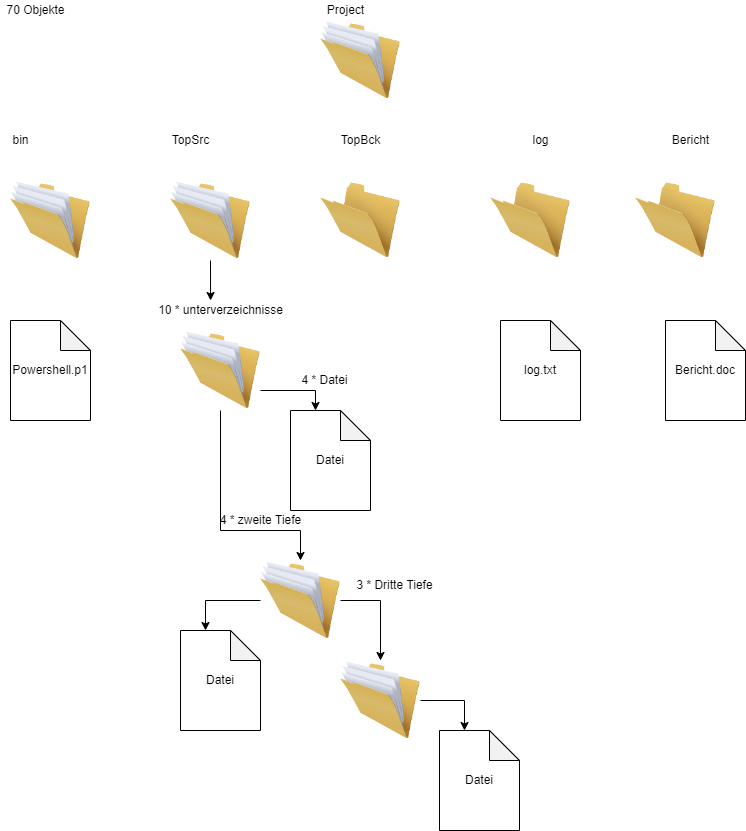 70 Objekte
Project
bin
TopSrc
TopBck
log
Bericht
10 * unterverzeichnisse
Powershell.p1
log.txt
Bericht.doc
4 * Datei
Datei
4 * zweite Tiefe
3 * Dritte Tiefe
Datei
Datei